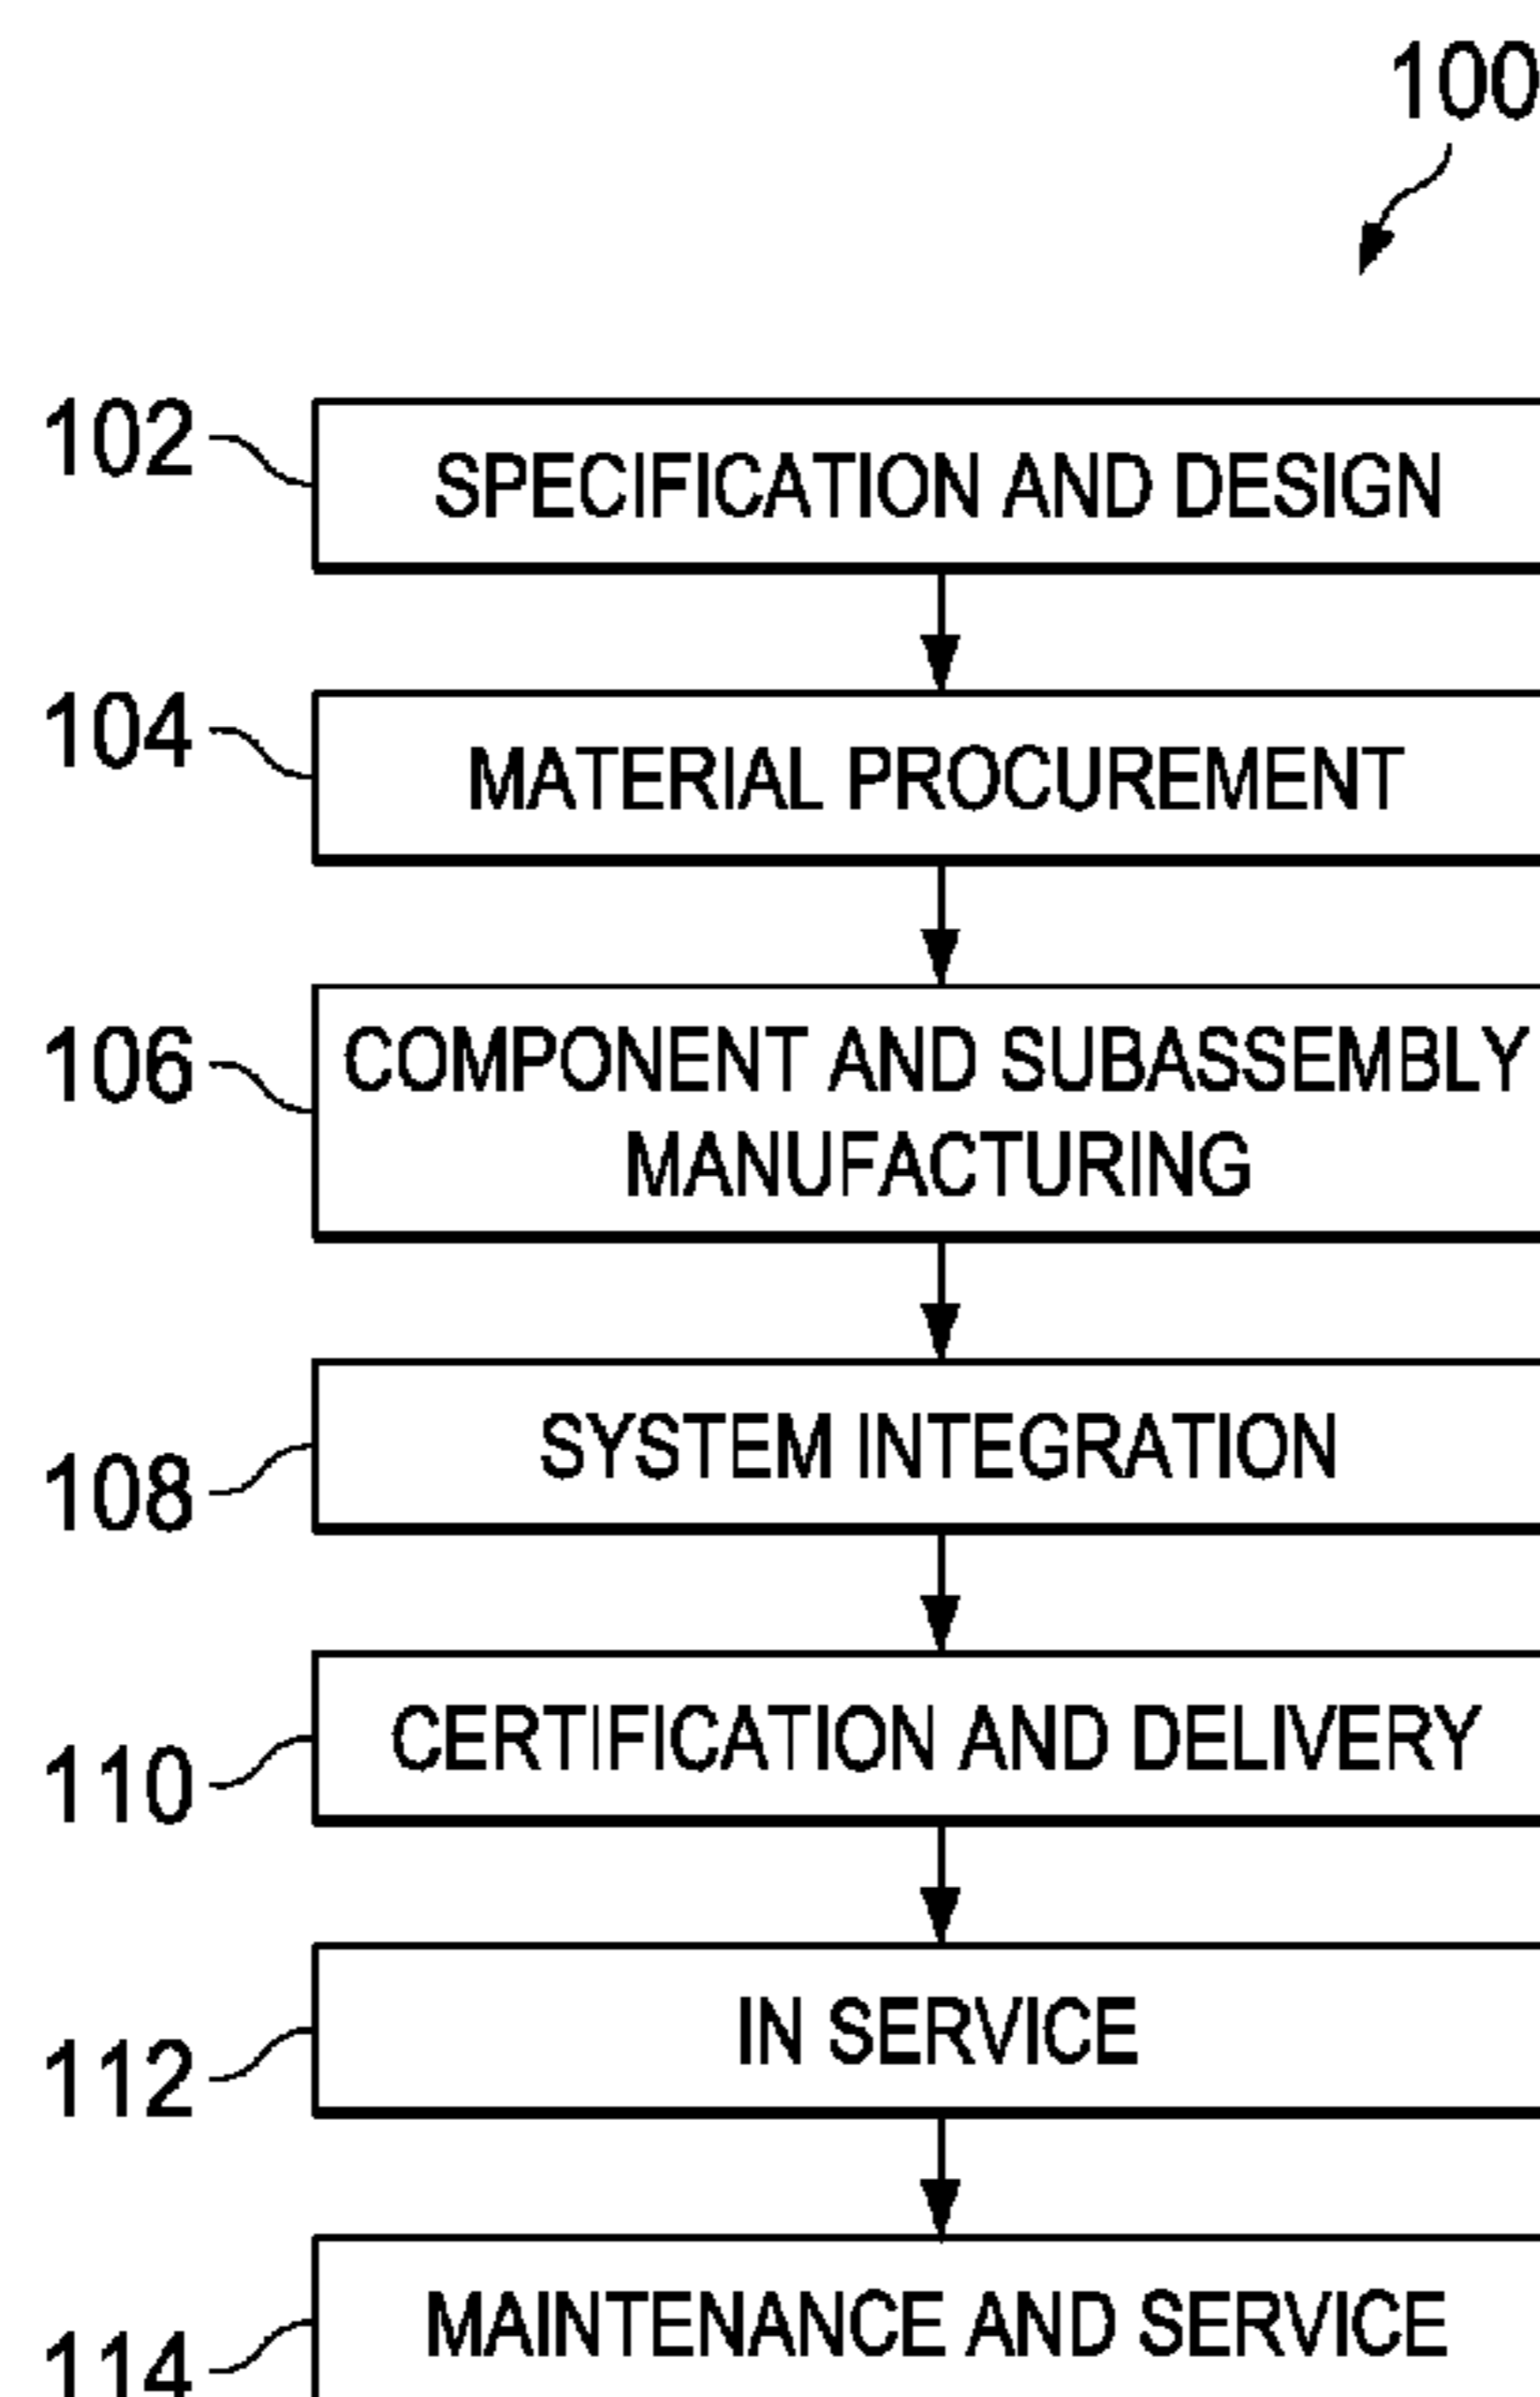 100
102
SPECIFICATION AND DESIGN
104
MATERIAL PROCUREMENT
106
COMPONENT AND SUBASSEMBLY
MANUFACTURING
108
SYSTEM INTEGRATION
110
CERTIFICATION AND DELIVERY
112
IN SERVICE
114
MAINTENANCE AND SERVICE